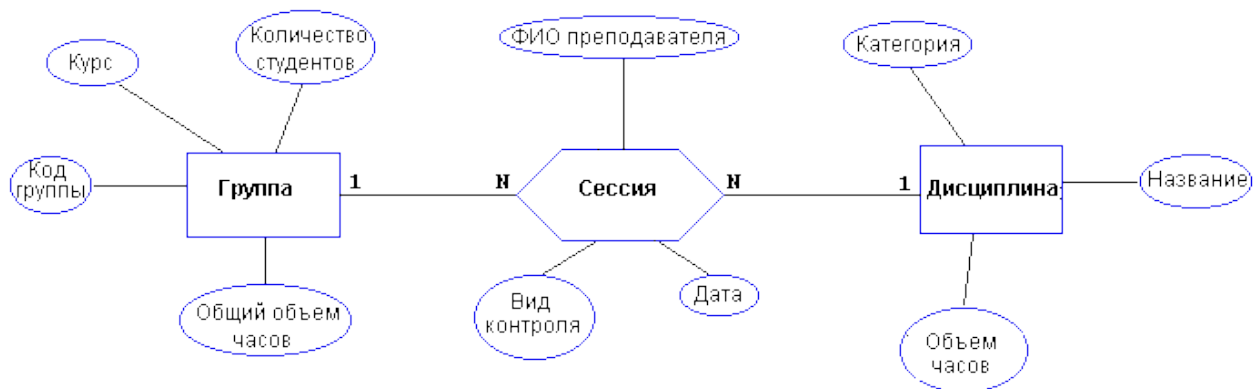 Количество
студентов
Курс
ФИО преподавателя
Категория
Код
группы
Группа
1
N
Сессия
N
1
Дисциплина
Название
Общий объем
часов
Вид
контроля
Дата
Объем
часов